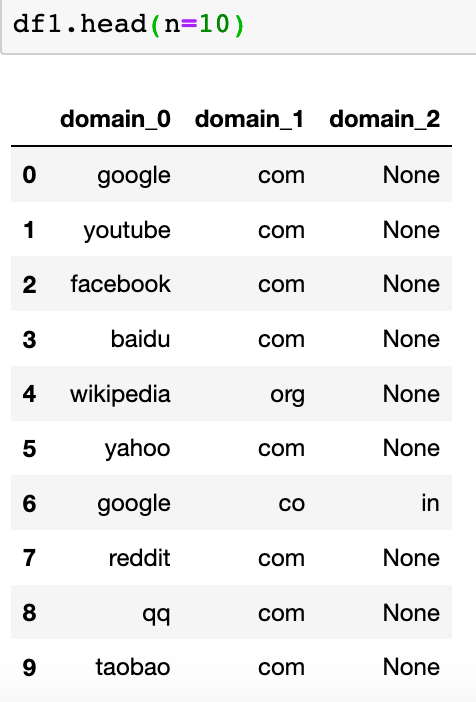 df1.head(n=10)
domain_0 domain_1 domain_2
0 google com None
1 youtube com None
2 facebook com None
3 baidu com None
4 wikipedia org None
5 yahoo com None
6 google co in
7 reddit com None
8 qq com None
9 taobao com None